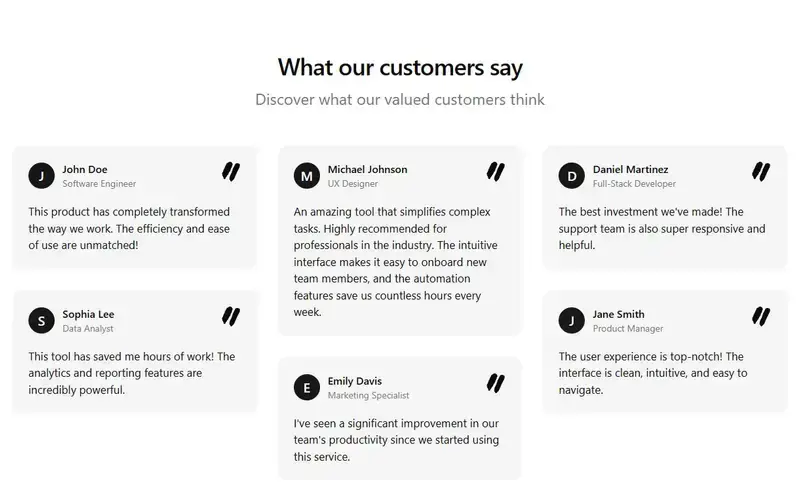 What our customers say
Discover what our valued customers think
J
John Doe
Software Engineer
This product has completely transformed
the way we work. The efficiency and ease
of use are unmatched!
S
Sophia Lee
Data Analyst
This tool has saved me hours of work! The
analytics and reporting features are
incredibly powerful.
M
Michael Johnson
UX Designer
An amazing tool that simplifies complex
tasks. Highly recommended for
professionals in the industry. The intuitive
interface makes it easy to onboard new
team members, and the automation
features save us countless hours every
week.
E
Emily Davis
Marketing Specialist
I've seen a significant improvement in our
team's productivity since we started using
this service.
D
Daniel Martinez
Full-Stack Developer
The best investment we've made! The
support team is also super responsive and
helpful.
J
Jane Smith
Product Manager
The user experience is top-notch! The
interface is clean, intuitive, and easy to
navigate.